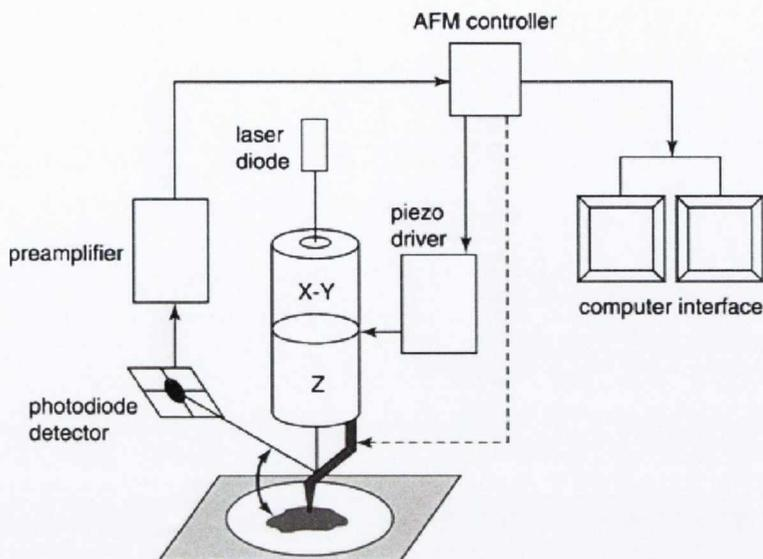 AFM controller
laser
diode
piezo
driver
preamplifier
X-Y
computer interface
Z
photodiode
detector